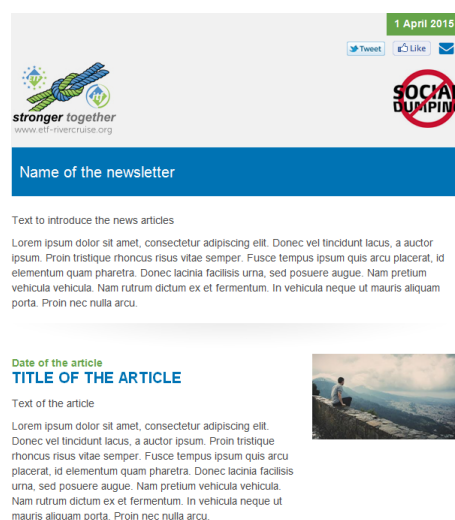 1 April 2015
Tweet
Like
stronger together
www.etf-rivercruise.org
Name of the newsletter
Text to introduce the news articles
Lorem ipsum dolor sit amet, consectetur adipiscing elit. Donec vel tincidunt lacus, a auctor
ipsum. Proin tristique rhoncus risus vitae semper. Fusce tempus ipsum quis arcu placerat, id
elementum quam pharetra. Donec lacinia facilisis urna, sed posuere augue. Nam pretium
vehicula vehicula. Nam rutrum dictum ex et fermentum. In vehicula neque ut mauris aliquam
porta. Proin nec nulla arcu.
Date of the article
TITLE OF THE ARTICLE
Text of the article
Lorem ipsum dolor sit amet, consectetur adipiscing elit.
Donec vel tincidunt lacus, a auctor ipsum. Proin tristique
rhoncus risus vitae semper. Fusce tempus ipsum quis arcu
placerat, id elementum quam pharetra. Donec lacinia facilisis
urna, sed posuere augue. Nam pretium vehicula vehicula.
Nam rutrum dictum ex et fermentum. In vehicula neque ut
mauris aliquam porta. Proin nec nulla arcu.